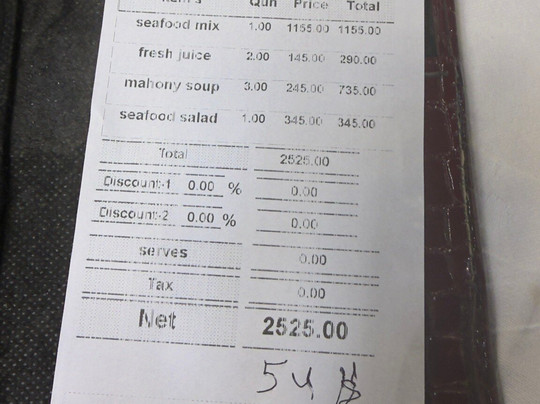 Qun Price Total
seafood mix 1.00 1155.00 1155.00
fresh juice 2.00 145.00 290.00
mahony soup 3.00 245.00 735.00
seafood salad 1.00 345.00 345.00
Total 2525.00
Discount-1 0.00 % 0.00
Discount-2 0.00 % 0.00
serves 0.00
Tax 0.00
Net 2525.00
54 $